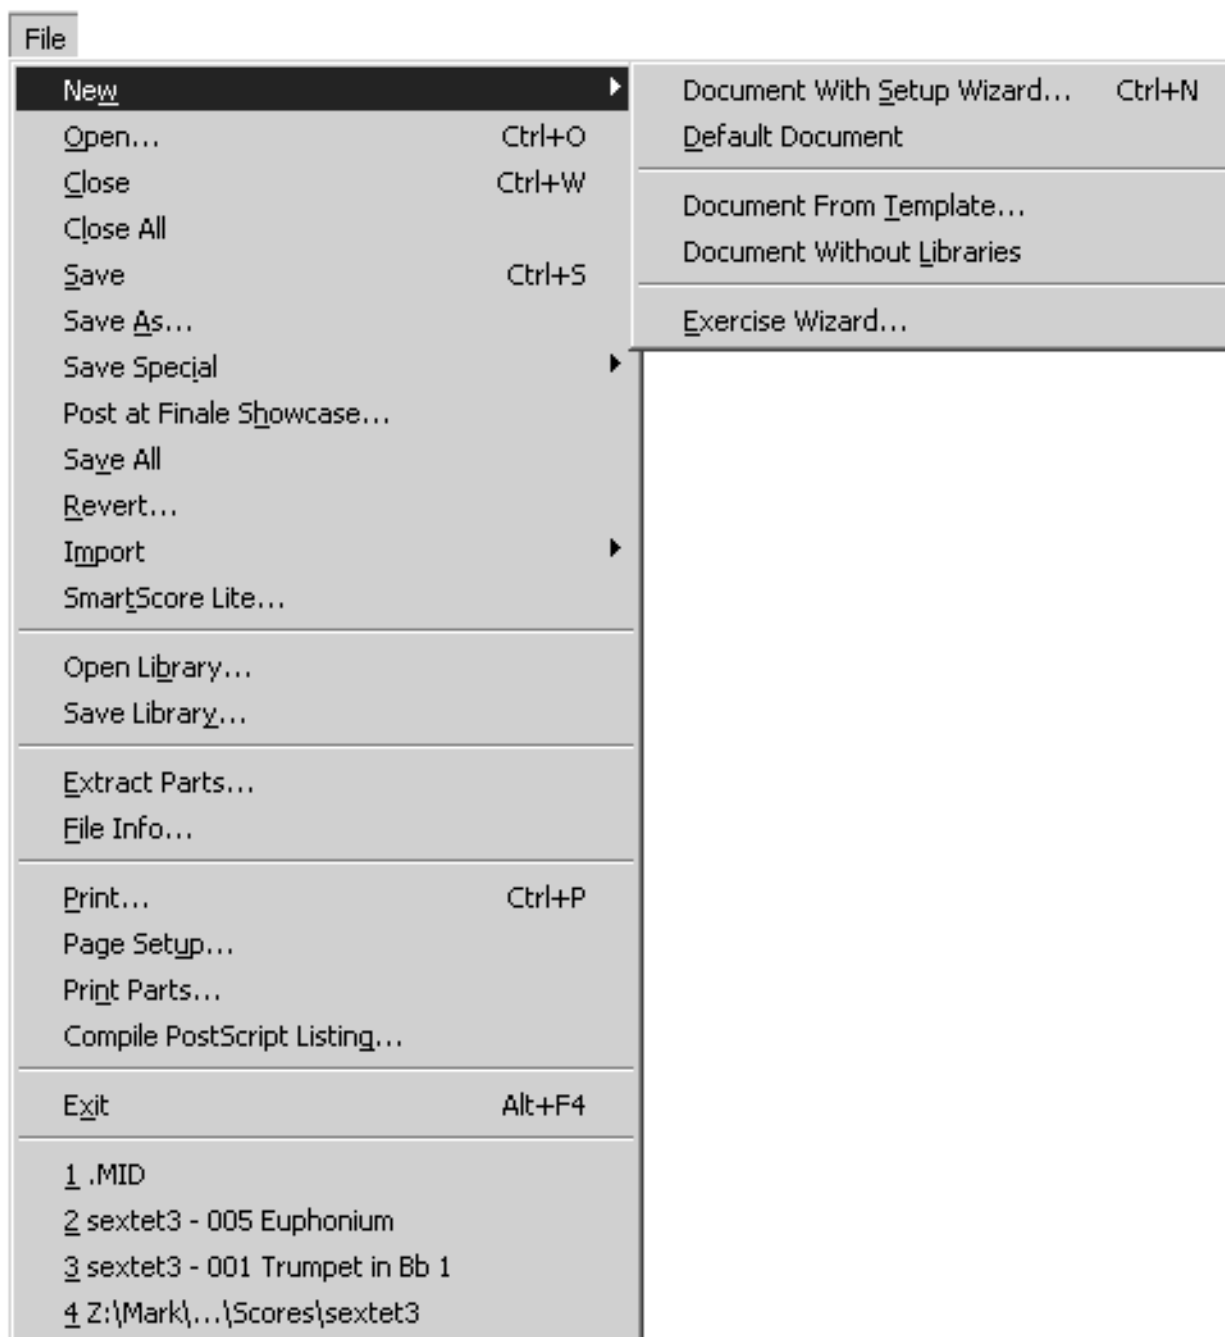 File
New
Open... Ctrl+O
Close Ctrl+W
Close All
Save Ctrl+S
Save As...
Save Special
Post at Finale Showcase...
Save All
Revert...
Import
SmartScore Lite...
Open Library...
Save Library...
Extract Parts...
File Info...
Print... Ctrl+P
Page Setup...
Print Parts...
Compile PostScript Listing...
Exit Alt+F4
1 .MID
2 sextet3 - 005 Euphonium
3 sextet3 - 001 Trumpet in Bb 1
4 Z:\Mark\...\Scores\sextet3
Document With Setup Wizard... Ctrl+N
Default Document
Document From Template...
Document Without Libraries
Exercise Wizard...